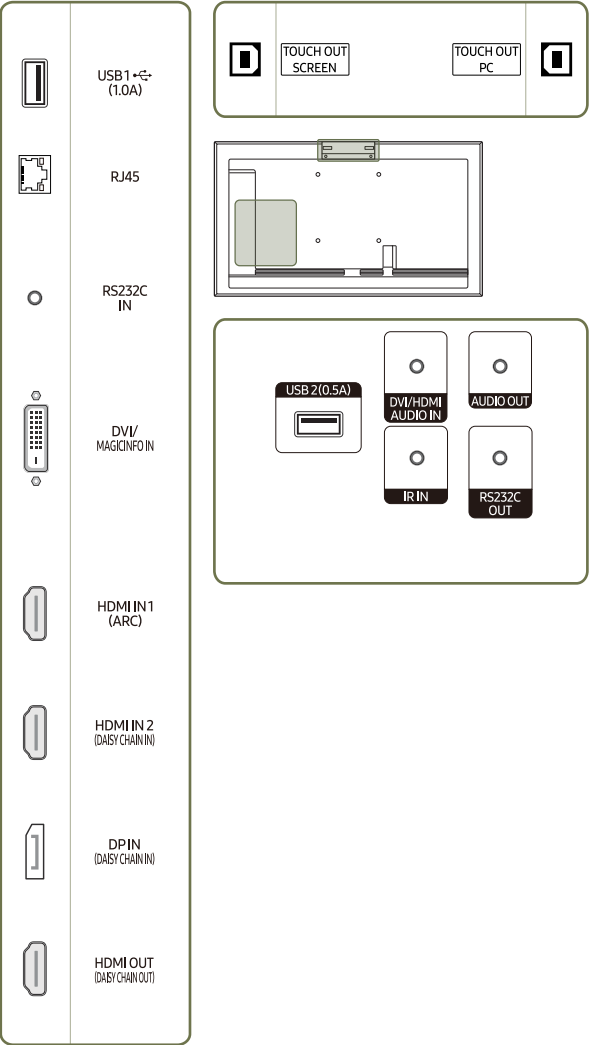 USB1
(1.0A)
RJ45
RS232C
IN
DVI/
MAGICINFO IN
HDMI IN 1
(ARC)
HDMI IN 2
(DAISY CHAIN IN)
DP IN
(DAISY CHAIN IN)
HDMI OUT
(DAISY CHAIN OUT)
TOUCH OUT
SCREEN
TOUCH OUT
PC
USB 2(0.5A)
DVI/HDMI
AUDIO IN
AUDIO OUT
IR IN
RS232C
OUT